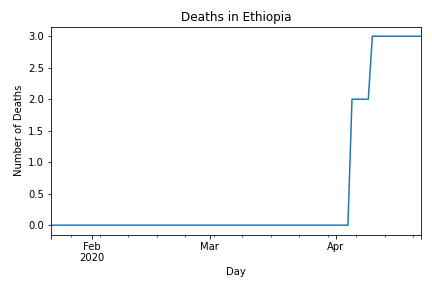 Deaths in Ethiopia
Number of Deaths
3.0
2.5
2.0
1.5
1.0
0.5
0.0
Feb
2020
Mar
Apr
Day